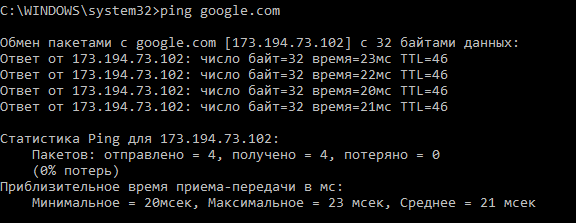 C:\WINDOWS\system32>ping google.com
Обмен пакетами с google.com [173.194.73.102] с 32 байтами данных:
Ответ от 173.194.73.102: число байт=32 время=23мс TTL=46
Ответ от 173.194.73.102: число байт=32 время=22мс TTL=46
Ответ от 173.194.73.102: число байт=32 время=20мс TTL=46
Ответ от 173.194.73.102: число байт=32 время=21мс TTL=46
Статистика Ping для 173.194.73.102:
Пакетов: отправлено = 4, получено = 4, потеряно = 0
(0% потерь)
Приблизительное время приема-передачи в мс:
Минимальное = 20мсек, Максимальное = 23 мсек, Среднее = 21 мсек